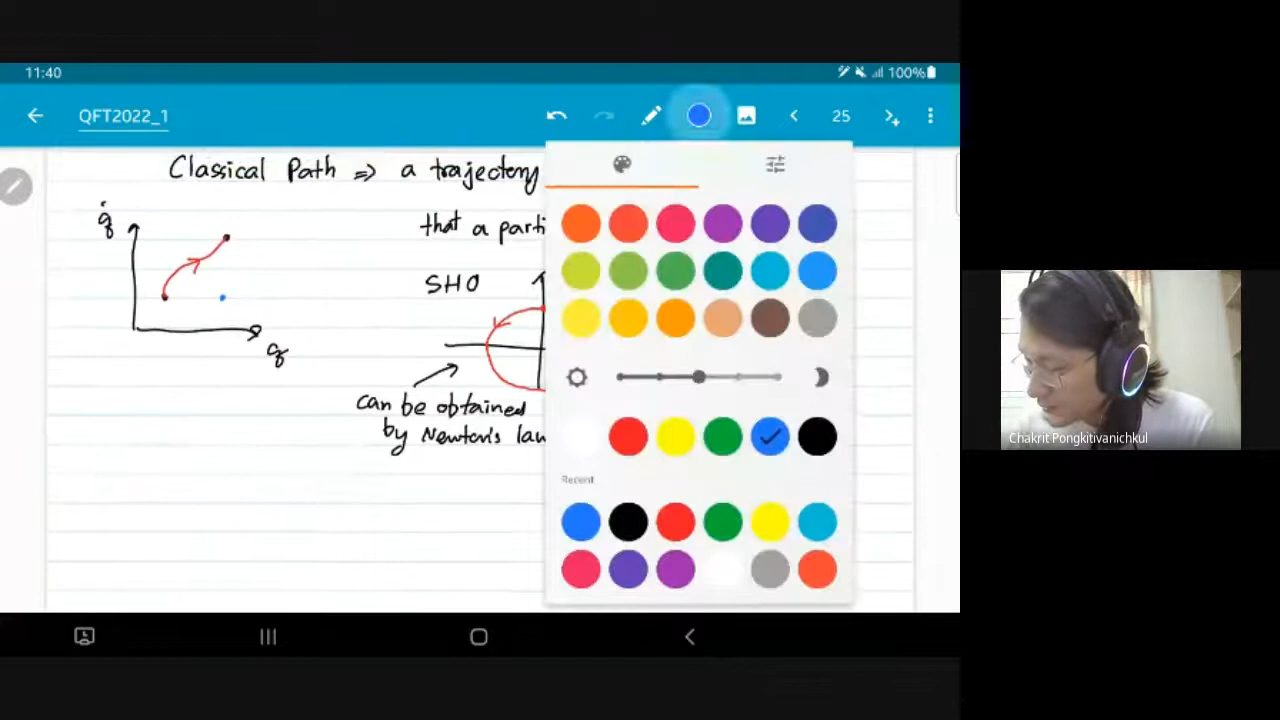 11:40
100%
QFT2022_1
25
Classical Path ⇒ a trajectory
that a parti
q̇
SHO
q
can be obtained
by Newton's law
Recent
Chakrit Pongkitivanichkul